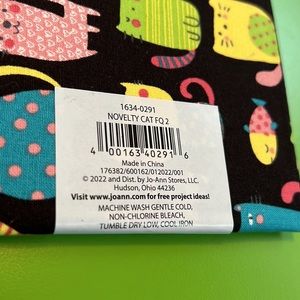 1634-0291
NOVELTY CAT FQ 2
4 00163 40291 6
Made in China
176382/600162/012022/001
© 2022 and Dist. by Jo-Ann Stores, LLC.
Hudson, Ohio 44236
Visit www.joann.com for free project ideas!
MACHINE WASH GENTLE COLD,
NON-CHLORINE BLEACH,
TUMBLE DRY LOW, COOL IRON